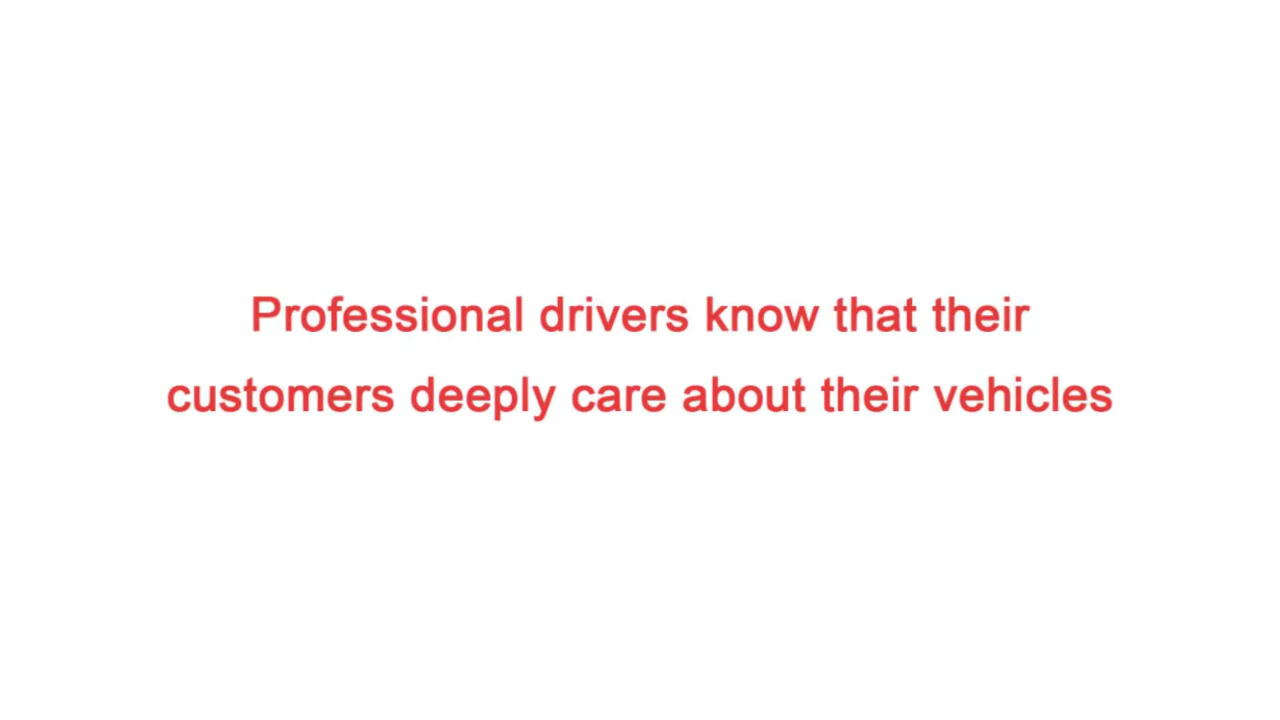 Professional drivers know that their
customers deeply care about their vehicles